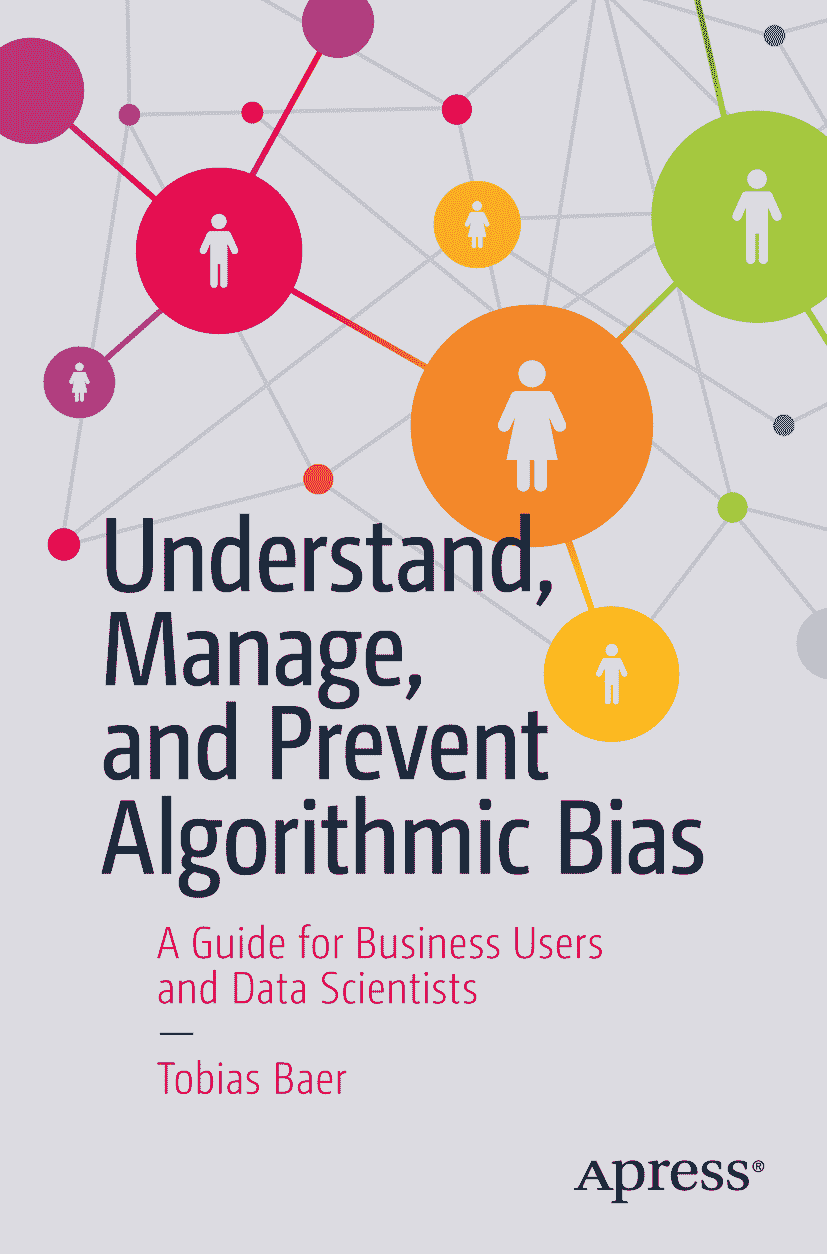 Understand,
Manage,
and Prevent
Algorithmic Bias
A Guide for Business Users
and Data Scientists
—
Tobias Baer
Apress®